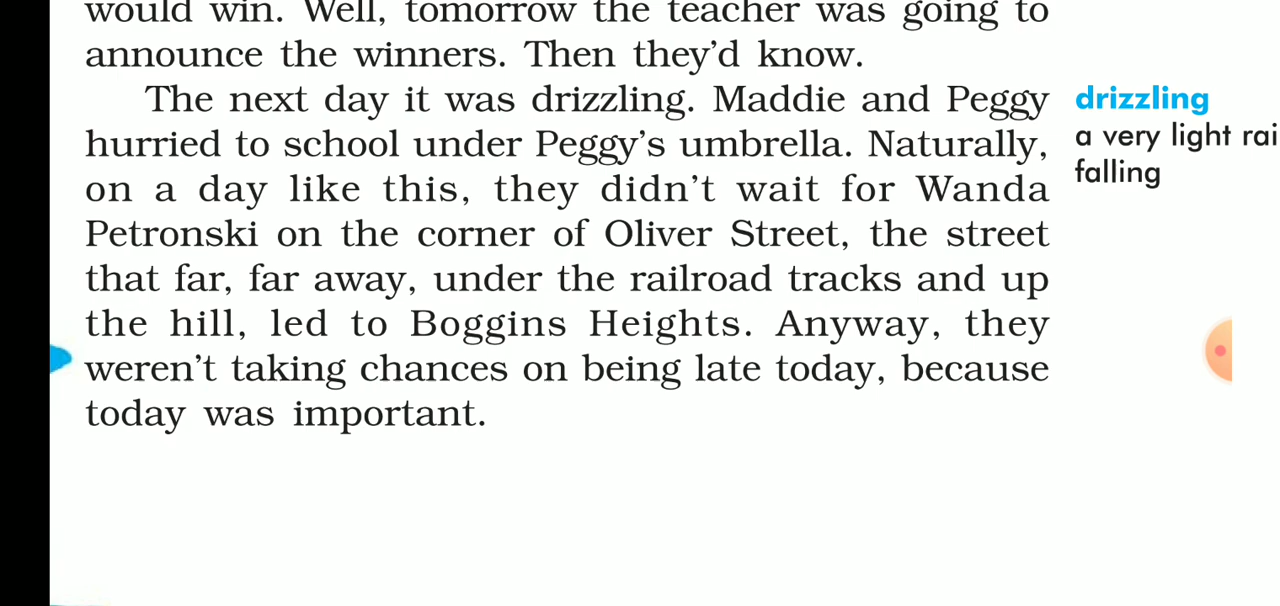 would win. Well, tomorrow the teacher was going to
announce the winners. Then they'd know.
The next day it was drizzling. Maddie and Peggy
hurried to school under Peggy's umbrella. Naturally,
on a day like this, they didn't wait for Wanda
Petronski on the corner of Oliver Street, the street
that far, far away, under the railroad tracks and up
the hill, led to Boggins Heights. Anyway, they
weren't taking chances on being late today, because
today was important.
drizzling
a very light rai
falling